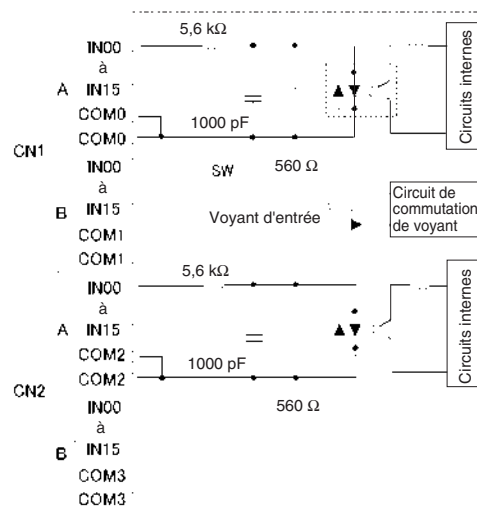 5,6 kΩ
IN00
à
A IN15
COM0
COM0
1000 pF
Circuits internes
CN1
IN00
à
SW 560 Ω
B IN15
COM1
COM1
Voyant d'entrée
Circuit de
commutation
de voyant
5,6 kΩ
IN00
à
A IN15
COM2
COM2
1000 pF
Circuits internes
CN2
IN00
à
560 Ω
B IN15
COM3
COM3